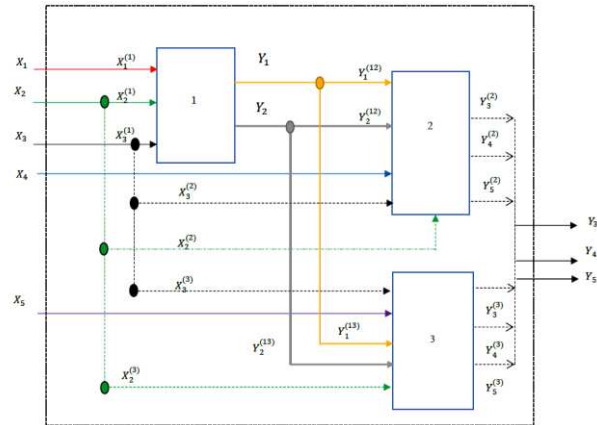 X₁ X₁⁽¹⁾ Y₁ Y₁⁽¹²⁾
X₂ X₂⁽¹⁾ 1 Y₃⁽²⁾
Y₂ Y₂⁽¹²⁾ 2
X₃ X₃⁽¹⁾ Y₄⁽²⁾
X₄
X₃⁽²⁾ Y₅⁽²⁾
Y₃
X₂⁽²⁾
Y₄
X₃⁽³⁾ Y₅
X₅ Y₃⁽³⁾
Y₁⁽¹³⁾ 3
Y₂⁽¹³⁾ Y₄⁽³⁾
X₂⁽³⁾ Y₅⁽³⁾